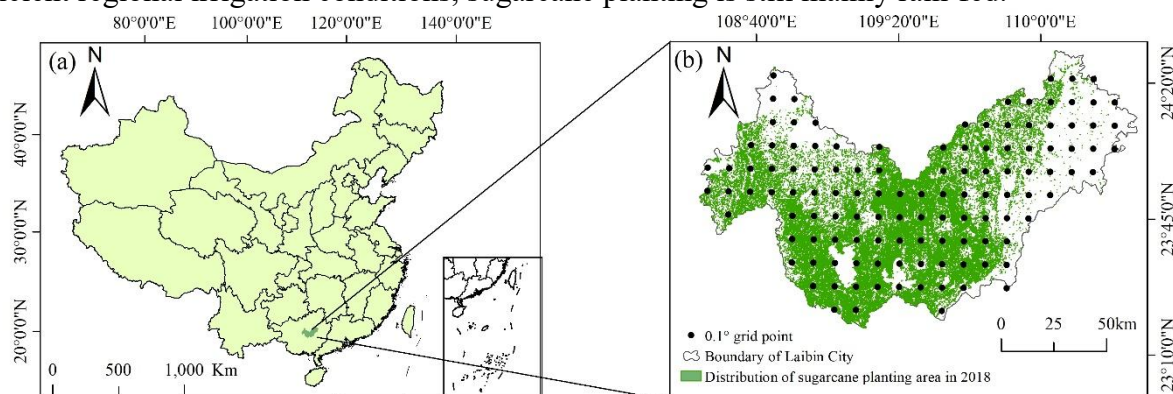 cient regional irrigation conditions, sugarcane planting is still mainly rain-fed.
80°0'0"E 100°0'0"E 120°0'0"E 140°0'0"E
(a)
N
40°0'0"N
30°0'0"N
20°0'0"N
0 500 1,000 Km
108°40'0"E 109°20'0"E 110°0'0"E
(b)
N
24°20'0"N
23°45'0"N
23°10'0"N
0.1° grid point
Boundary of Laibin City
Distribution of sugarcane planting area in 2018
0 25 50km